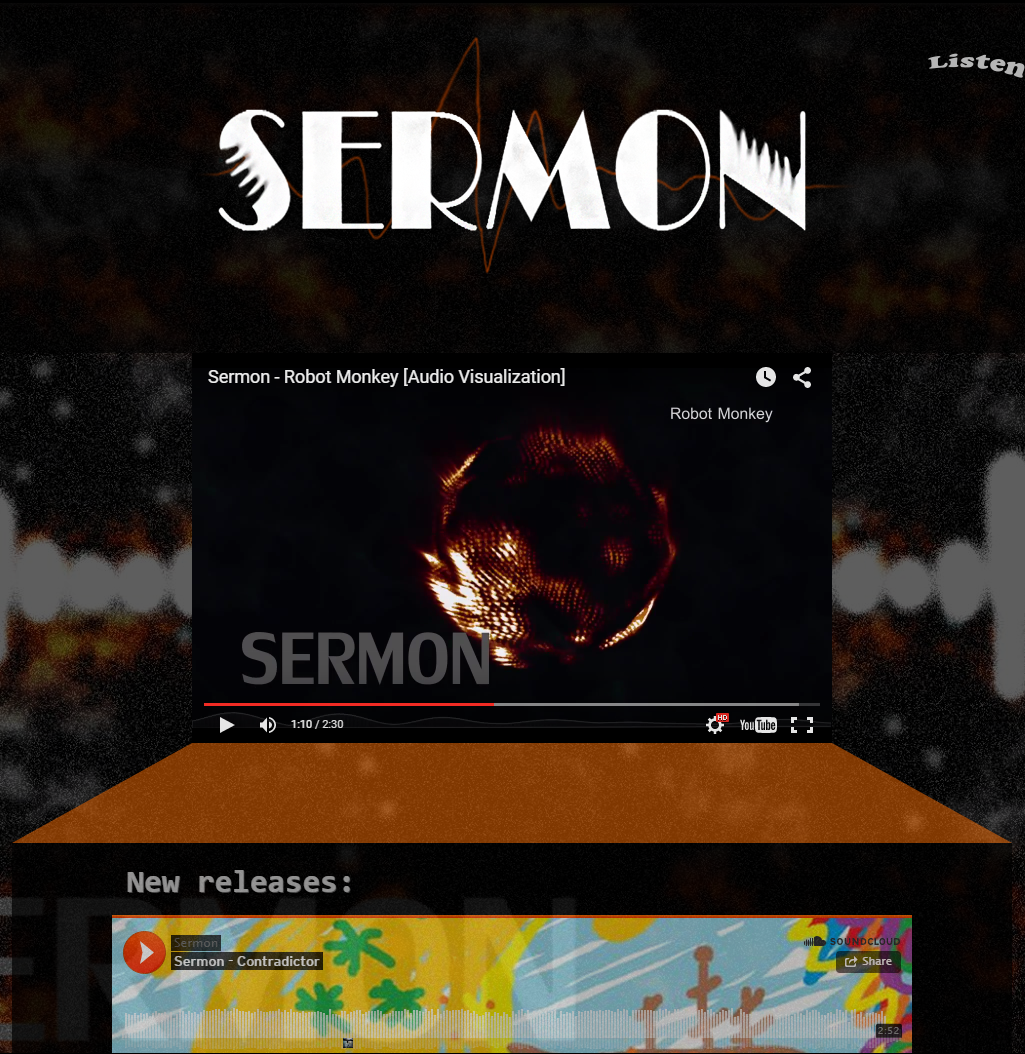 Listen
SERMON
Sermon - Robot Monkey [Audio Visualization]
Robot Monkey
SERMON
1:10 / 2:30
HD
YouTube
New releases:
SERMON
Sermon
SOUNDCLOUD
Sermon - Contradictor
Share
2:52